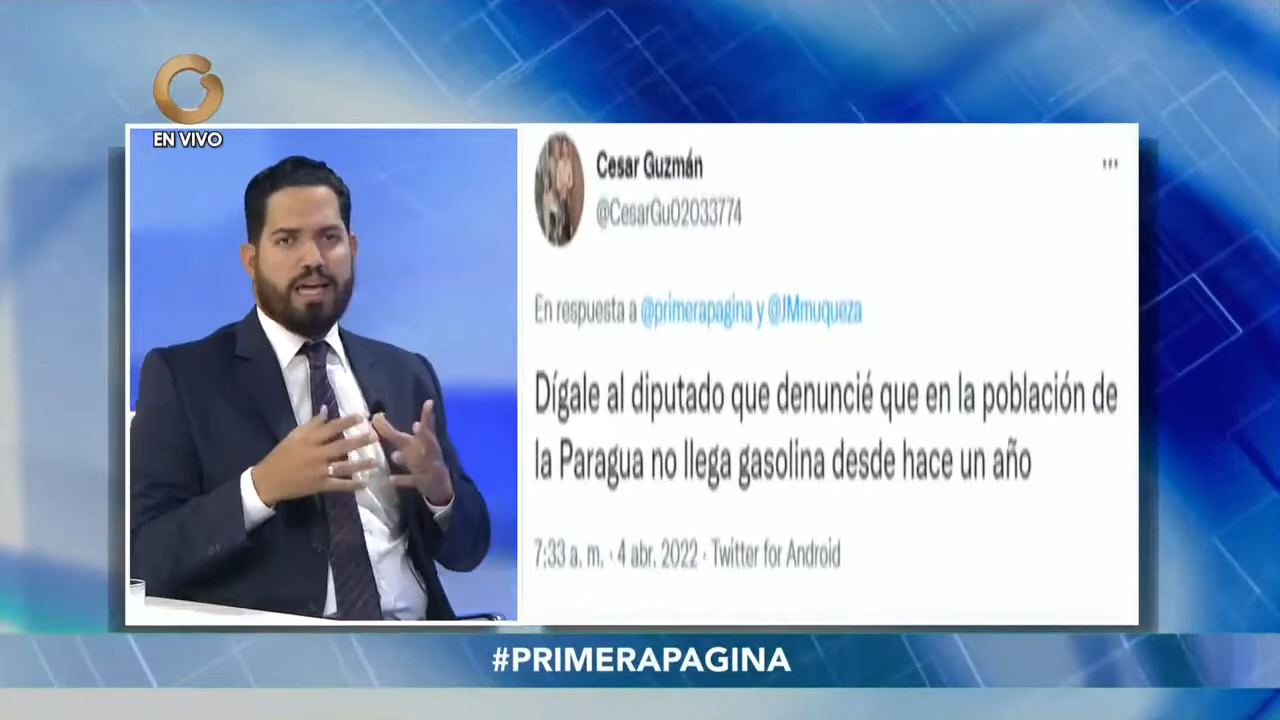 EN VIVO
Cesar Guzmán
@CesarGu02033774
En respuesta a @primerapagina y @JMmuqueza
Dígale al diputado que denuncié que en la población de
la Paragua no llega gasolina desde hace un año
7:33 a. m. · 4 abr. 2022 · Twitter for Android
#PRIMERAPAGINA